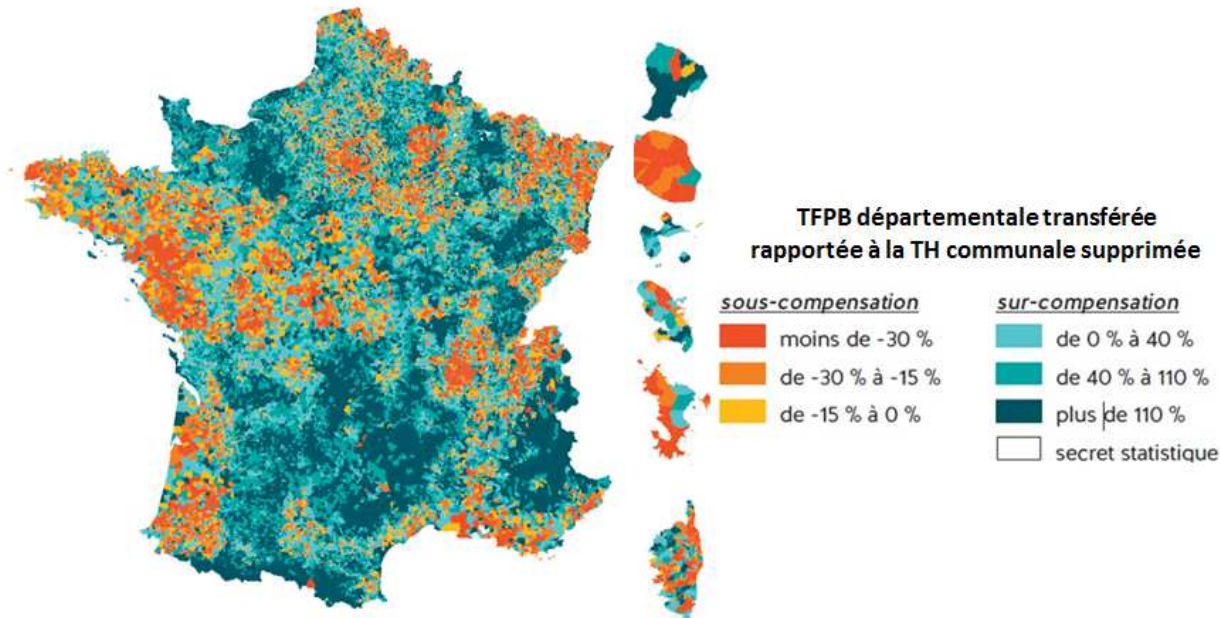 TFPB départementale transférée
rapportée à la TH communale supprimée
sous-compensation
moins de -30 %
de -30 % à -15 %
de -15 % à 0 %
sur-compensation
de 0 % à 40 %
de 40 % à 110 %
plus de 110 %
secret statistique